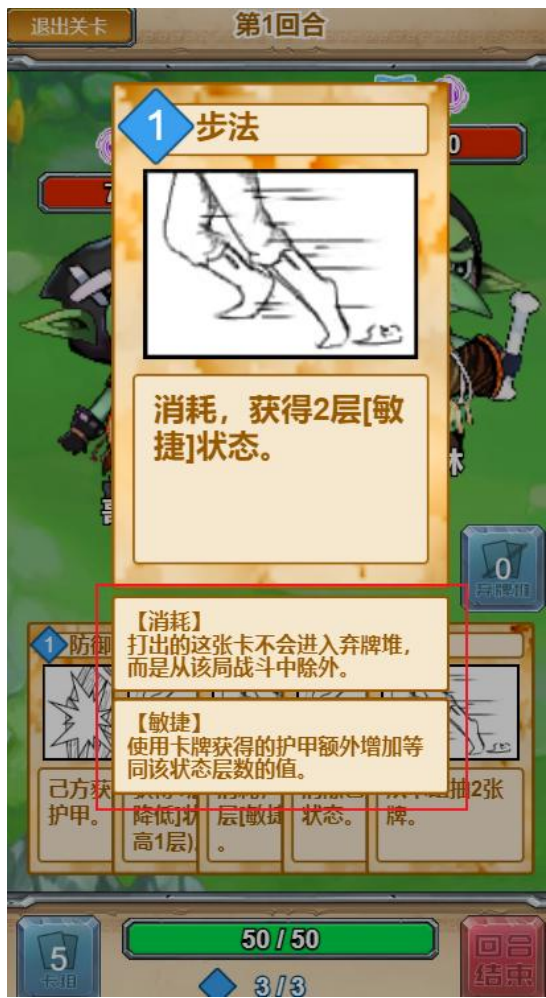 退出关卡
第1回合
1
步法
0
7
消耗，获得2层[敏
捷]状态。
林
0
弃牌堆
【消耗】
打出的这张卡不会进入弃牌堆，
而是从该局战斗中除外。
【敏捷】
使用卡牌获得的护甲额外增加等
同该状态层数的值。
1
防御
己方获
护甲。
降低]状
高1层)
层[敏捷
。
状态。
抽2张
牌。
5
卡组
50 / 50
3 / 3
回合
结束